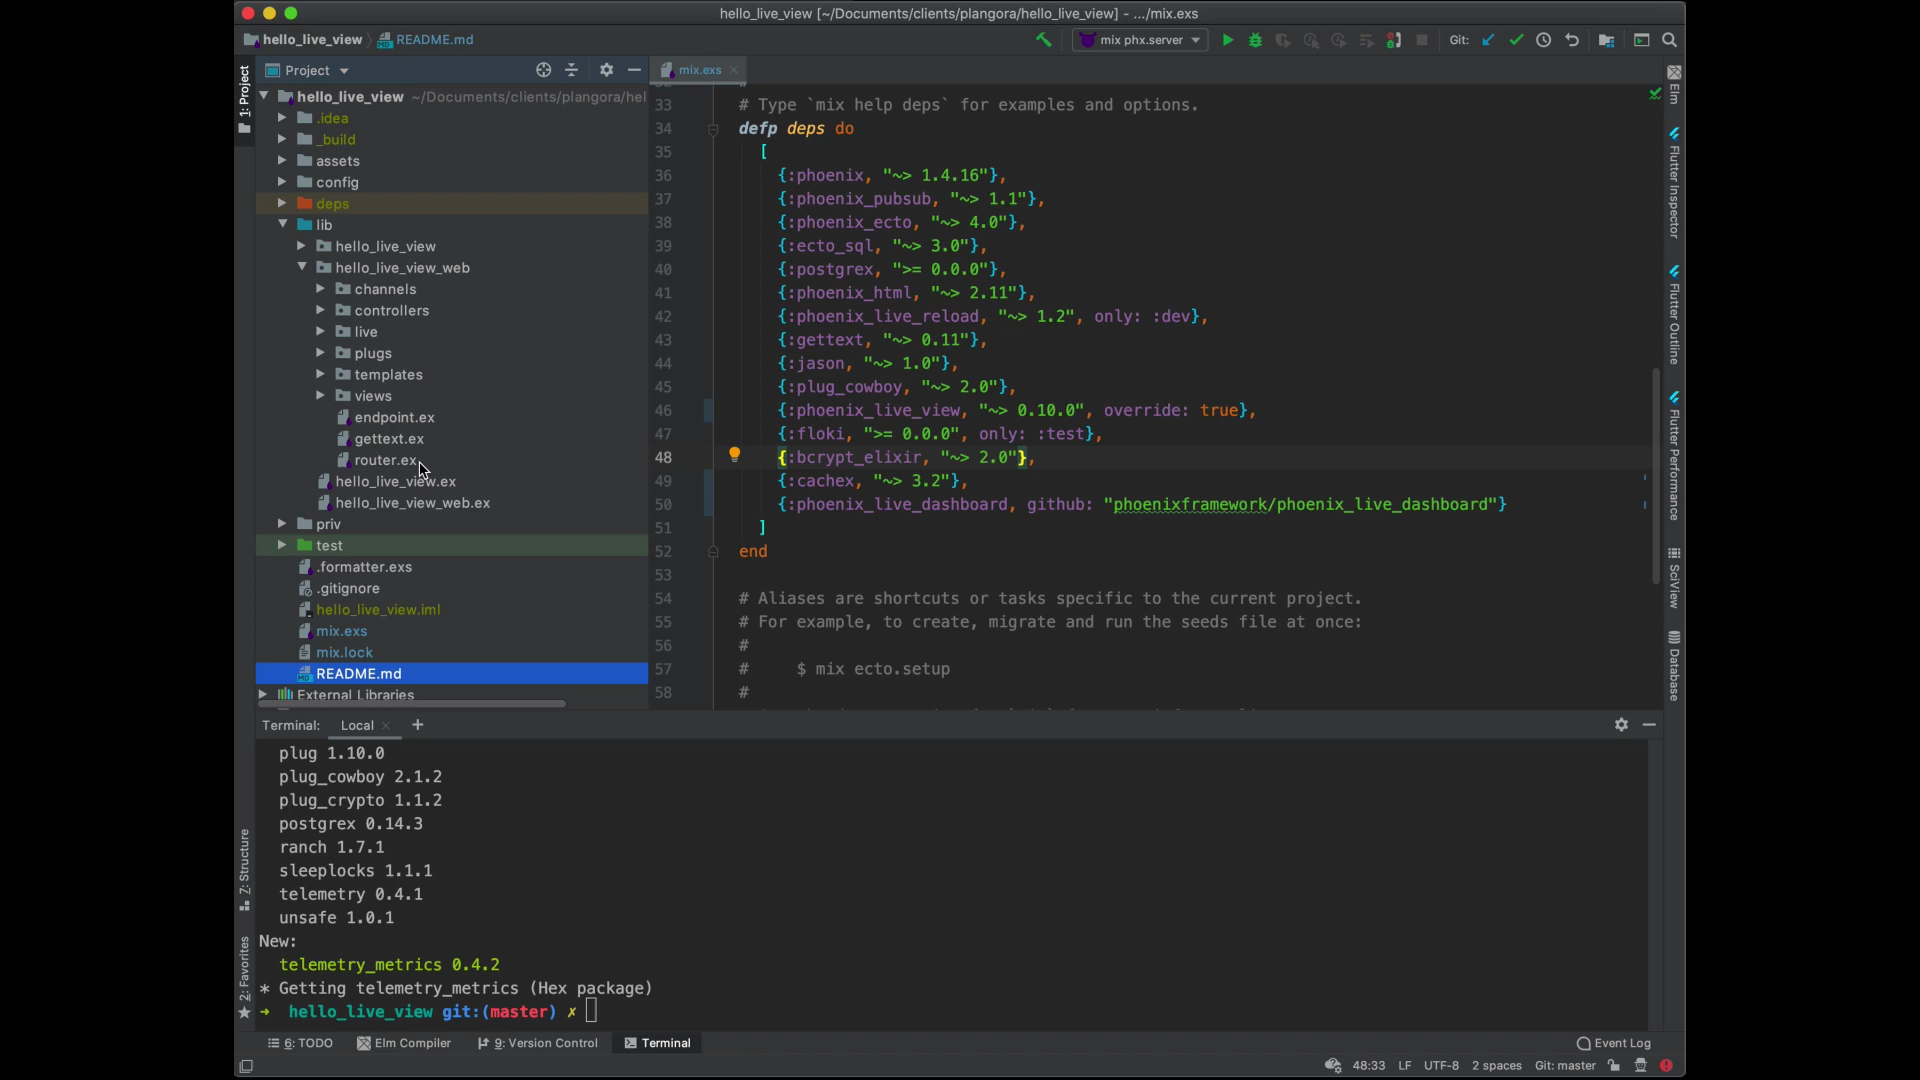 hello_live_view [~/Documents/clients/plangora/hello_live_view] - .../mix.exs
hello_live_view
README.md
mix phx.server
Git:
1: Project
Project
mix.exs
hello_live_view ~/Documents/clients/plangora/hel
.idea
_build
assets
config
deps
lib
hello_live_view
hello_live_view_web
channels
controllers
live
plugs
templates
views
endpoint.ex
gettext.ex
router.ex
hello_live_view.ex
hello_live_view_web.ex
priv
test
.formatter.exs
.gitignore
hello_live_view.iml
mix.exs
mix.lock
README.md
External Libraries
33 # Type `mix help deps` for examples and options.
34 defp deps do
35 [
36 {:phoenix, "~> 1.4.16"},
37 {:phoenix_pubsub, "~> 1.1"},
38 {:phoenix_ecto, "~> 4.0"},
39 {:ecto_sql, "~> 3.0"},
40 {:postgrex, ">= 0.0.0"},
41 {:phoenix_html, "~> 2.11"},
42 {:phoenix_live_reload, "~> 1.2", only: :dev},
43 {:gettext, "~> 0.11"},
44 {:jason, "~> 1.0"},
45 {:plug_cowboy, "~> 2.0"},
46 {:phoenix_live_view, "~> 0.10.0", override: true},
47 {:floki, ">= 0.0.0", only: :test},
48 {:bcrypt_elixir, "~> 2.0"},
49 {:cachex, "~> 3.2"},
50 {:phoenix_live_dashboard, github: "phoenixframework/phoenix_live_dashboard"}
51 ]
52 end
53
54 # Aliases are shortcuts or tasks specific to the current project.
55 # For example, to create, migrate and run the seeds file at once:
56 #
57 # $ mix ecto.setup
58 #
Elm
Flutter Inspector
Flutter Outline
Flutter Performance
SciView
Database
Terminal:
Local
+
plug 1.10.0
plug_cowboy 2.1.2
plug_crypto 1.1.2
postgrex 0.14.3
ranch 1.7.1
sleeplocks 1.1.1
telemetry 0.4.1
unsafe 1.0.1
New:
telemetry_metrics 0.4.2
* Getting telemetry_metrics (Hex package)
➜ hello_live_view git:(master) ✗
7: Structure
2: Favorites
6: TODO
Elm Compiler
9: Version Control
Terminal
Event Log
48:33 LF UTF-8 2 spaces Git: master